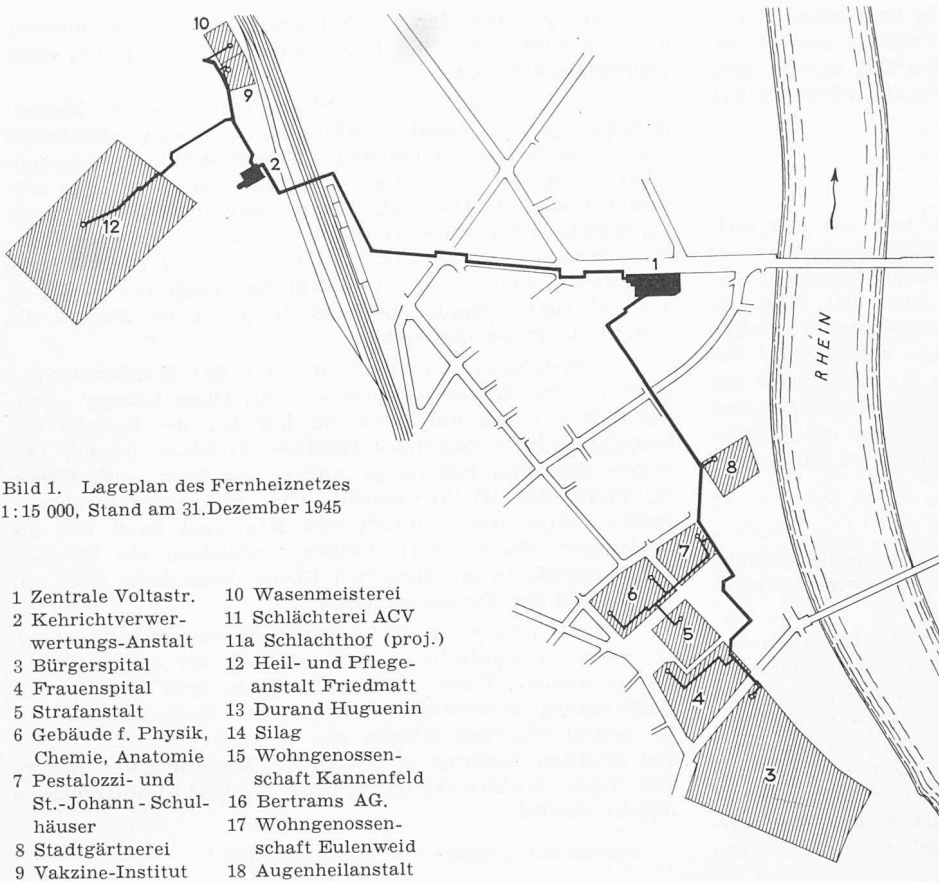 10
9
2
12
1
RHEIN
8
7
6
5
4
3
Bild 1. Lageplan des Fernheiznetzes
1:15 000, Stand am 31. Dezember 1945
1 Zentrale Voltastr.
2 Kehrichtverwer-
wertungs-Anstalt
3 Bürgerspital
4 Frauenspital
5 Strafanstalt
6 Gebäude f. Physik,
Chemie, Anatomie
7 Pestalozzi- und
St.-Johann-Schul-
häuser
8 Stadtgärtnerei
9 Vakzine-Institut
10 Wasenmeisterei
11 Schlächterei ACV
11a Schlachthof (proj.)
12 Heil- und Pflege-
anstalt Friedmatt
13 Durand Huguenin
14 Silag
15 Wohngenossen-
schaft Kannenfeld
16 Bertrams AG.
17 Wohngenossen-
schaft Eulenweid
18 Augenheilanstalt